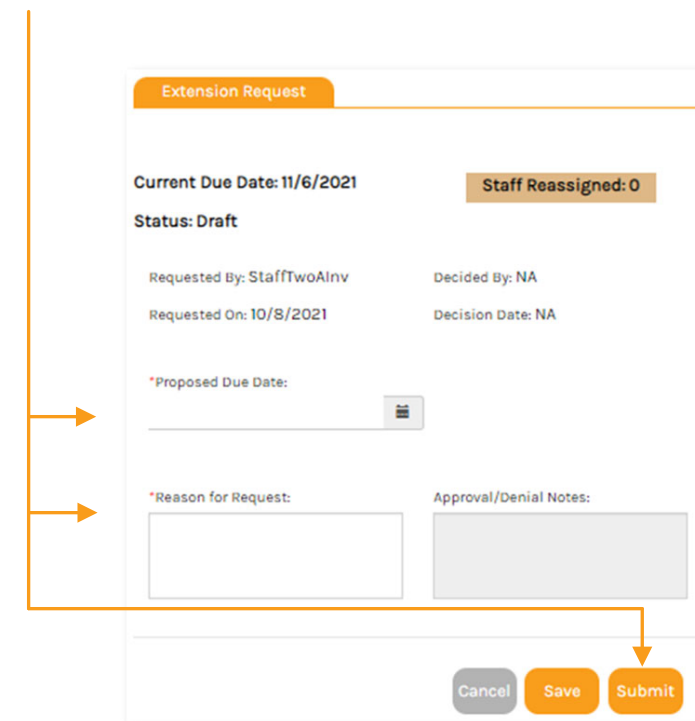 Extension Request
Current Due Date: 11/6/2021
Staff Reassigned: 0
Status: Draft
Requested By: StaffTwoAInv
Decided By: NA
Requested On: 10/8/2021
Decision Date: NA
*Proposed Due Date:
*Reason for Request:
Approval/Denial Notes:
Cancel
Save
Submit